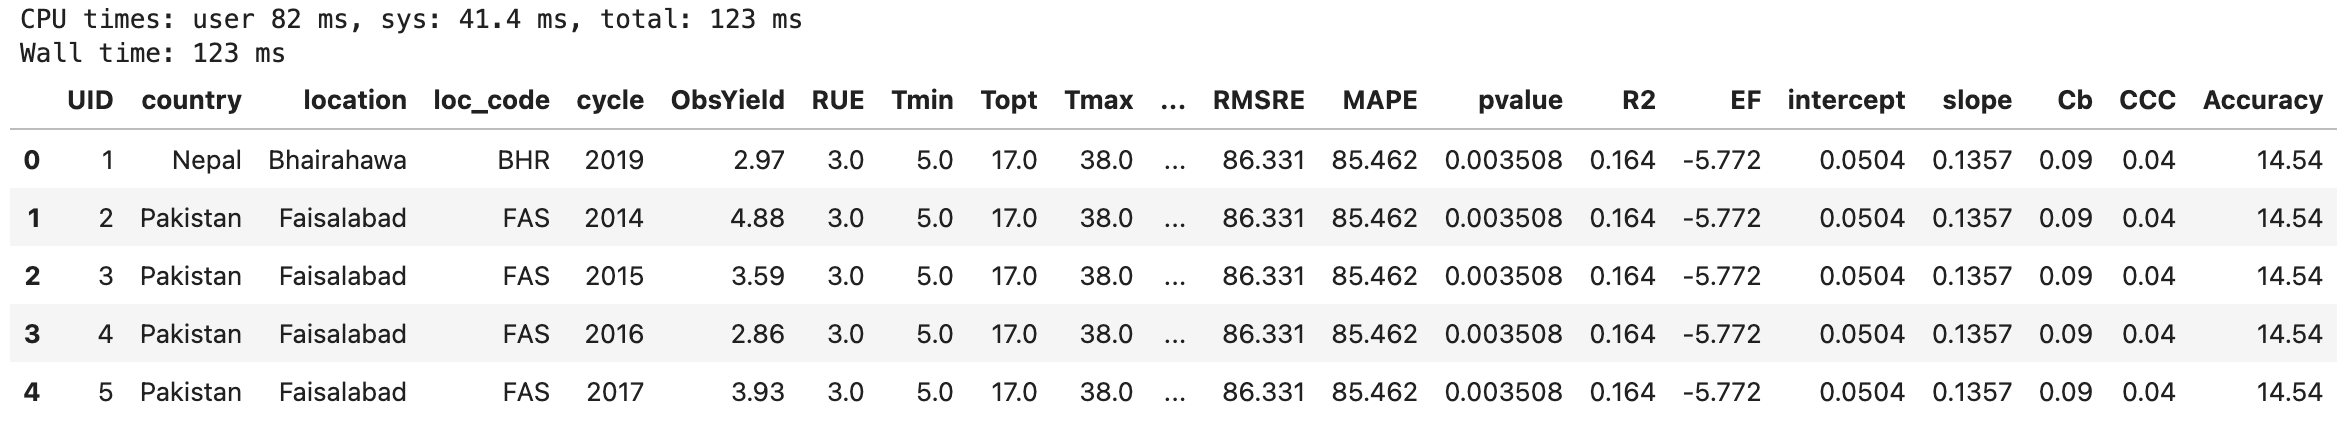 CPU times: user 82 ms, sys: 41.4 ms, total: 123 ms
Wall time: 123 ms
UID country location loc_code cycle ObsYield RUE Tmin Topt Tmax ... RMSRE MAPE pvalue R2 EF intercept slope Cb CCC Accuracy
0 1 Nepal Bhairahawa BHR 2019 2.97 3.0 5.0 17.0 38.0 ... 86.331 85.462 0.003508 0.164 -5.772 0.0504 0.1357 0.09 0.04 14.54
1 2 Pakistan Faisalabad FAS 2014 4.88 3.0 5.0 17.0 38.0 ... 86.331 85.462 0.003508 0.164 -5.772 0.0504 0.1357 0.09 0.04 14.54
2 3 Pakistan Faisalabad FAS 2015 3.59 3.0 5.0 17.0 38.0 ... 86.331 85.462 0.003508 0.164 -5.772 0.0504 0.1357 0.09 0.04 14.54
3 4 Pakistan Faisalabad FAS 2016 2.86 3.0 5.0 17.0 38.0 ... 86.331 85.462 0.003508 0.164 -5.772 0.0504 0.1357 0.09 0.04 14.54
4 5 Pakistan Faisalabad FAS 2017 3.93 3.0 5.0 17.0 38.0 ... 86.331 85.462 0.003508 0.164 -5.772 0.0504 0.1357 0.09 0.04 14.54